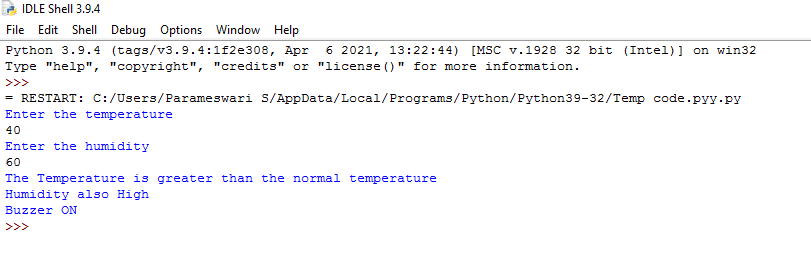 IDLE Shell 3.9.4
File Edit Shell Debug Options Window Help
Python 3.9.4 (tags/v3.9.4:1f2e308, Apr  6 2021, 13:22:44) [MSC v.1928 32 bit (Intel)] on win32
Type "help", "copyright", "credits" or "license()" for more information.
>>>
= RESTART: C:/Users/Parameswari S/AppData/Local/Programs/Python/Python39-32/Temp code.pyy.py
Enter the temperature
40
Enter the humidity
60
The Temperature is greater than the normal temperature
Humidity also High
Buzzer ON
>>>